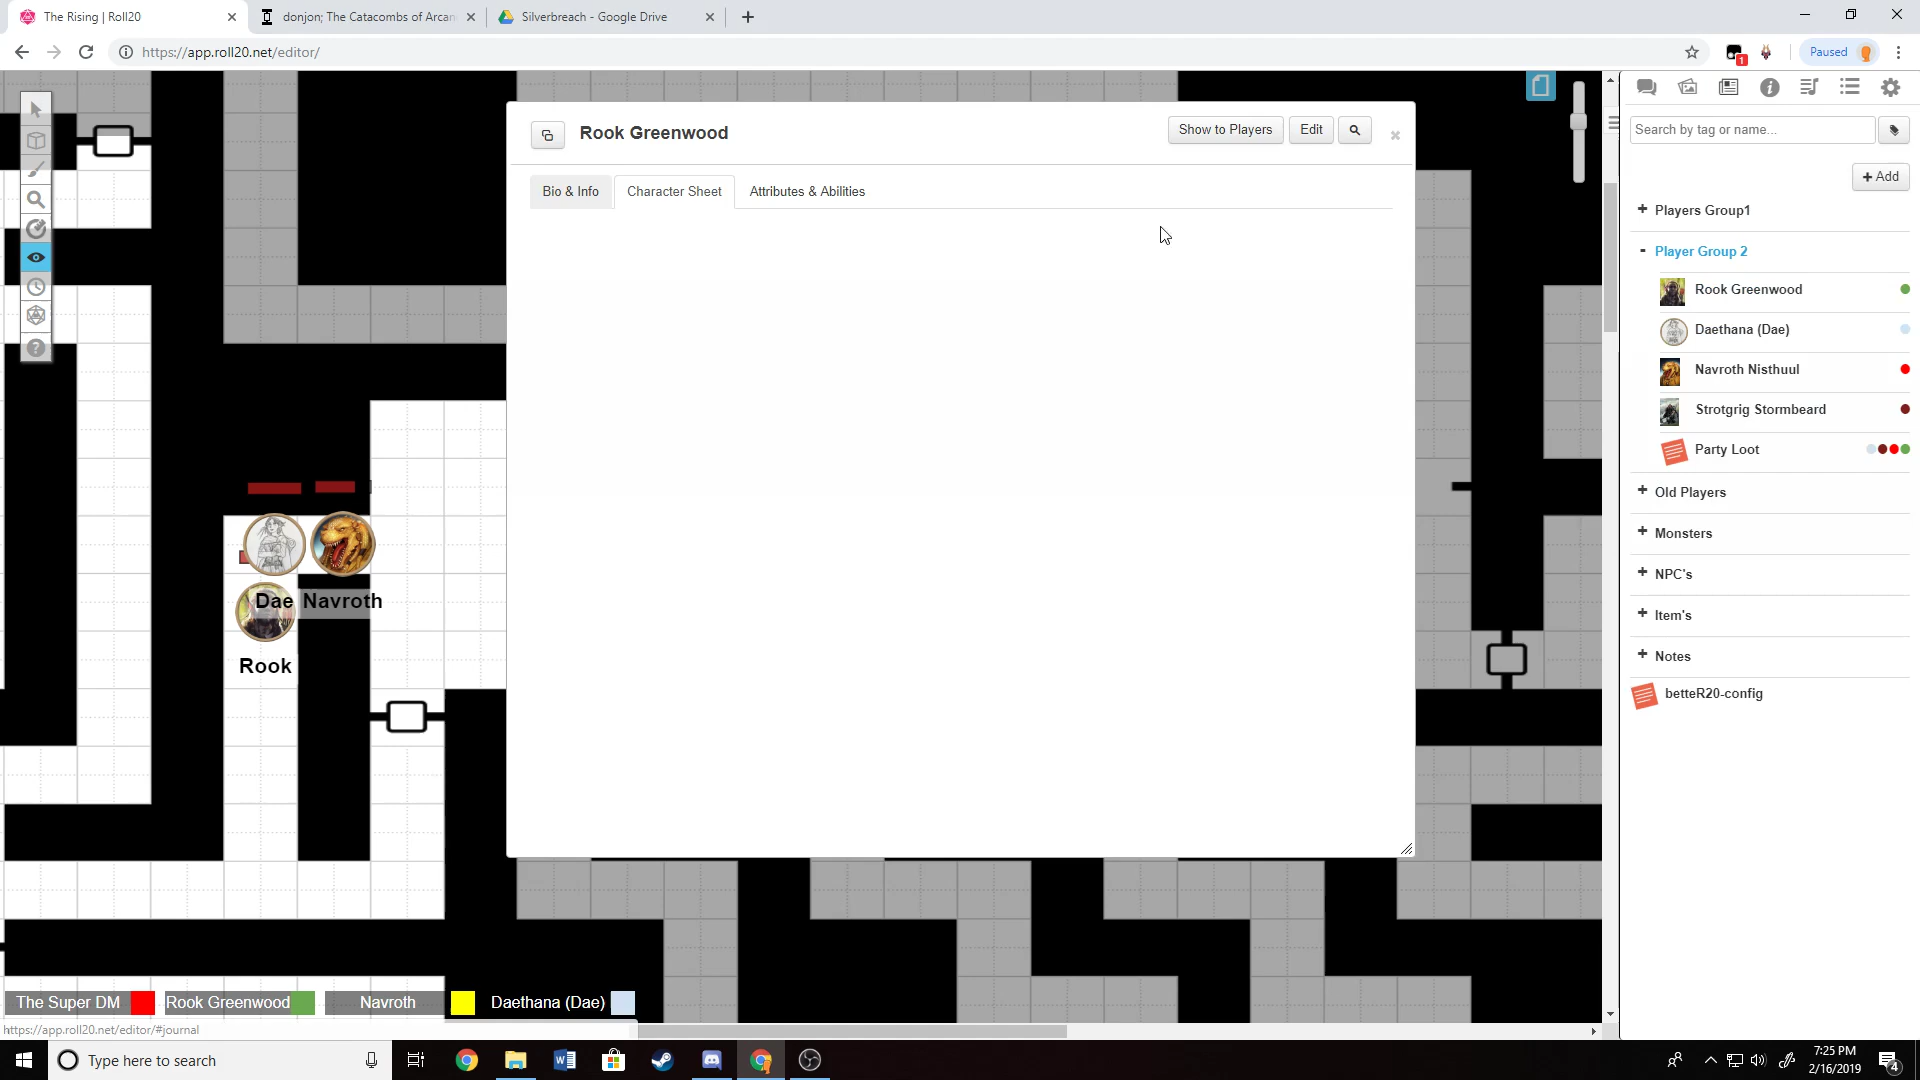 The Rising | Roll20
donjon; The Catacombs of Arcan
Silverbreach - Google Drive
https://app.roll20.net/editor/
1
Paused
Rook Greenwood
Show to Players
Edit
Bio & Info
Character Sheet
Attributes & Abilities
Search by tag or name...
+ Add
+ Players Group1
- Player Group 2
Rook Greenwood
Daethana (Dae)
Navroth Nisthuul
Strotgrig Stormbeard
Party Loot
+ Old Players
+ Monsters
+ NPC's
+ Item's
+ Notes
betteR20-config
Dae
Navroth
Rook
The Super DM
Rook Greenwood
Navroth
Daethana (Dae)
https://app.roll20.net/editor/#journal
Type here to search
7:25 PM
2/16/2019
4